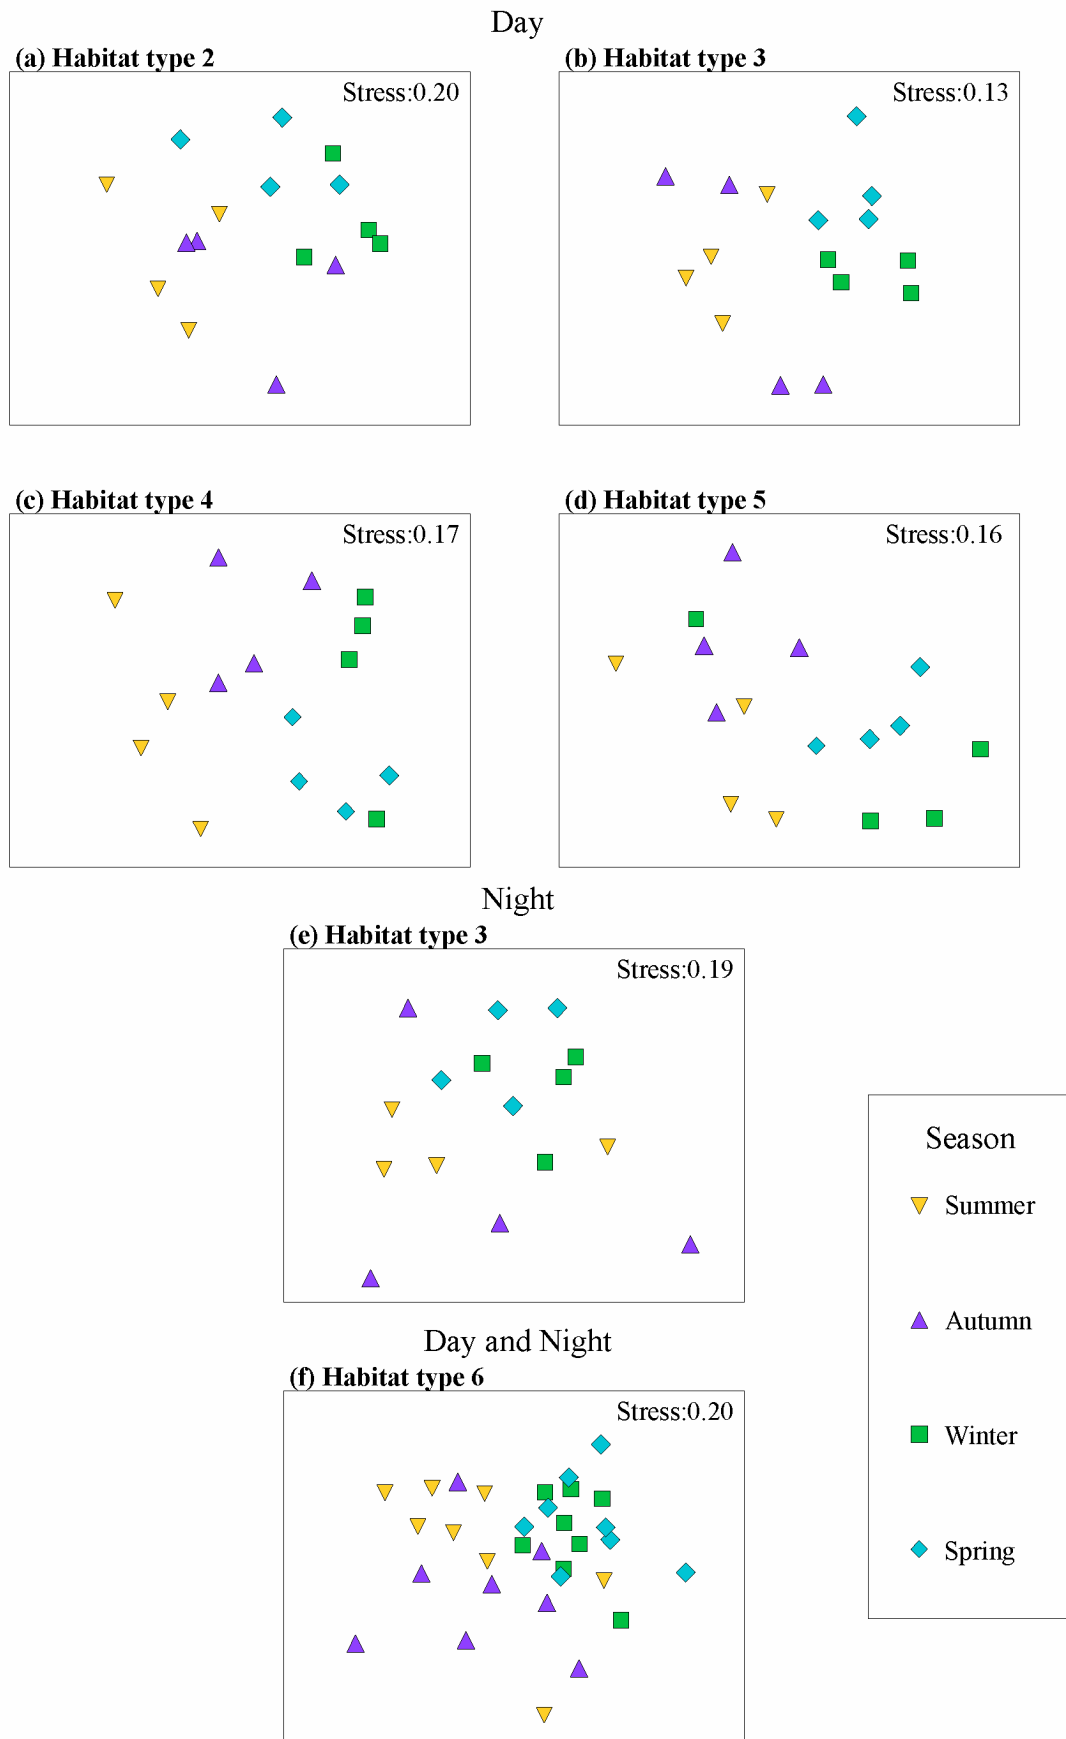 Day
(a) Habitat type 2
(b) Habitat type 3
Stress:0.20
Stress:0.13
(c) Habitat type 4
(d) Habitat type 5
Stress:0.17
Stress:0.16
Night
(e) Habitat type 3
Stress:0.19
Season
Summer
Autumn
Winter
Spring
Day and Night
(f) Habitat type 6
Stress:0.20